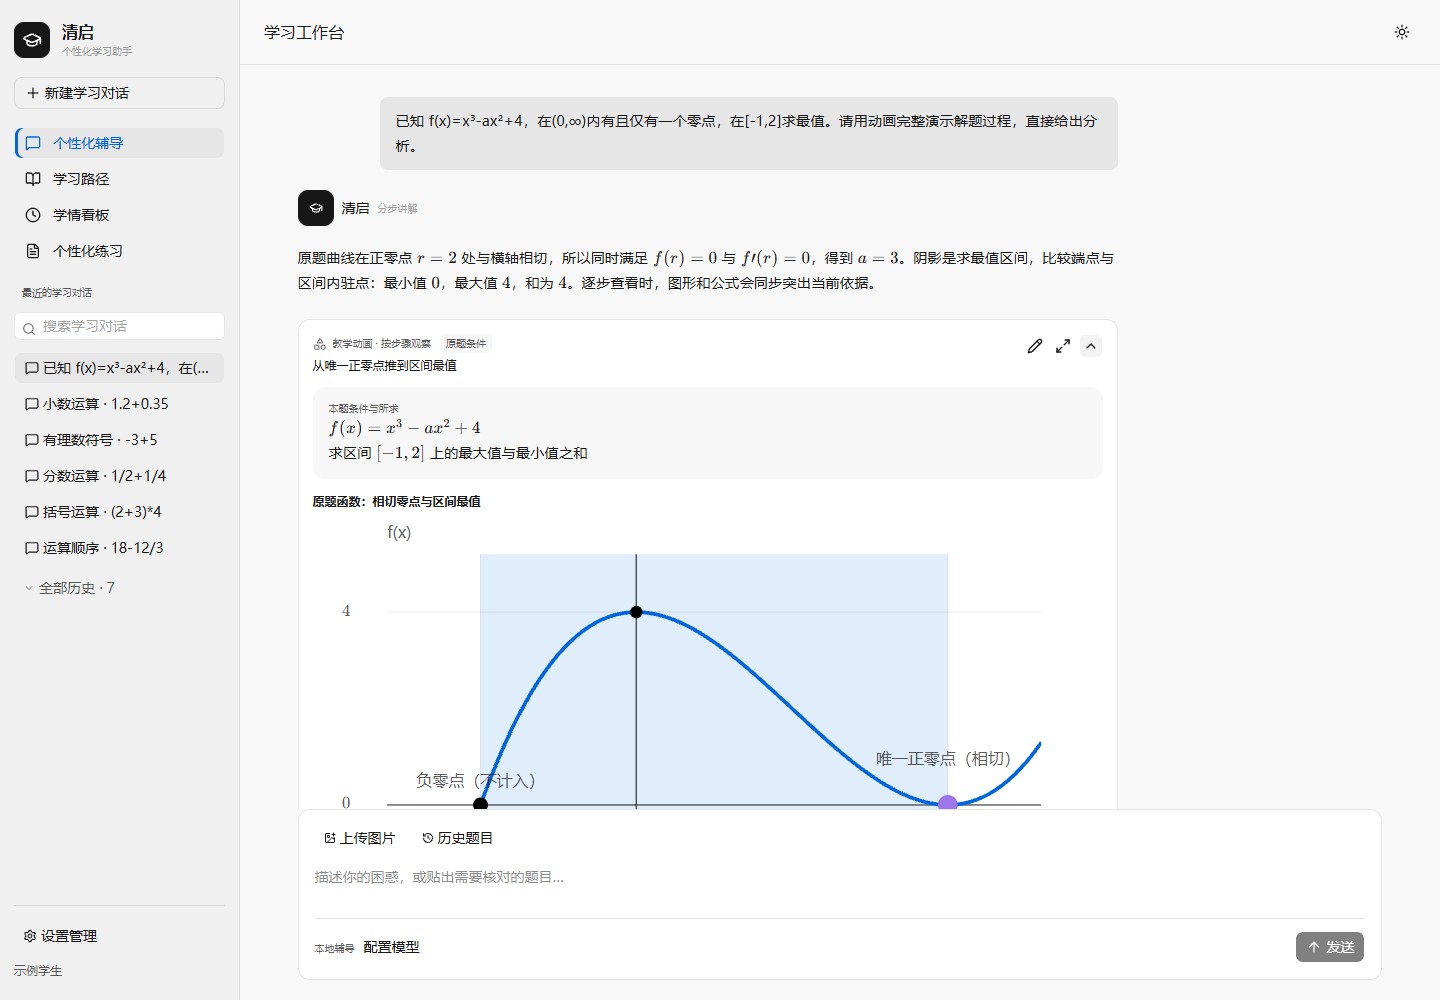 清启
个性化学习助手
新建学习对话
个性化辅导
学习路径
学情看板
个性化练习
最近的学习对话
搜索学习对话
已知 f(x)=x³-ax²+4，在(...
小数运算 · 1.2+0.35
有理数符号 · -3+5
分数运算 · 1/2+1/4
括号运算 · (2+3)*4
运算顺序 · 18-12/3
全部历史 · 7
设置管理
示例学生
学习工作台
已知 f(x)=x³-ax²+4，在(0,∞)内有且仅有一个零点，在[-1,2]求最值。请用动画完整演示解题过程，直接给出分
析。
清启 分步讲解
原题曲线在正零点 r = 2 处与横轴相切，所以同时满足 f(r) = 0 与 f′(r) = 0，得到 a = 3。阴影是求最值区间，比较端点与
区间内驻点：最小值 0，最大值 4，和为 4。逐步查看时，图形和公式会同步突出当前依据。
教学动画 · 按步骤观察 原题条件
从唯一正零点推到区间最值
本题条件与所求
f(x) = x³ − ax² + 4
求区间 [−1, 2] 上的最大值与最小值之和
原题函数：相切零点与区间最值
f(x)
4
唯一正零点（相切）
负零点（不计入）
0
上传图片 历史题目
描述你的困惑，或贴出需要核对的题目...
本地辅导 配置模型
发送